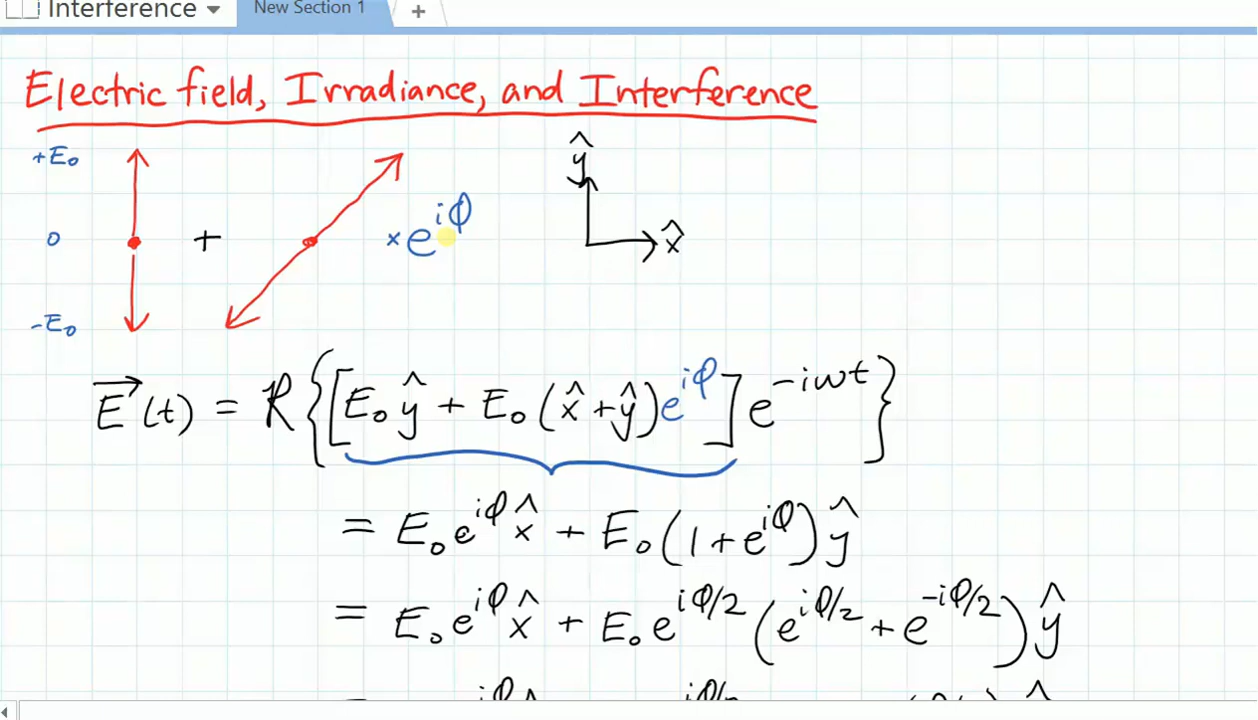 Interference
New Section 1
+
Electric field, Irradiance, and Interference
+E₀
0
-E₀
+
×e^{iφ}
ŷ
x̂
E⃗(t) = R{[E₀ŷ + E₀(x̂+ŷ)e^{iφ}]e^{-iωt}}
= E₀e^{iφ}x̂ + E₀(1+e^{iφ})ŷ
= E₀e^{iφ}x̂ + E₀e^{iφ/2}(e^{iφ/2}+e^{-iφ/2})ŷ